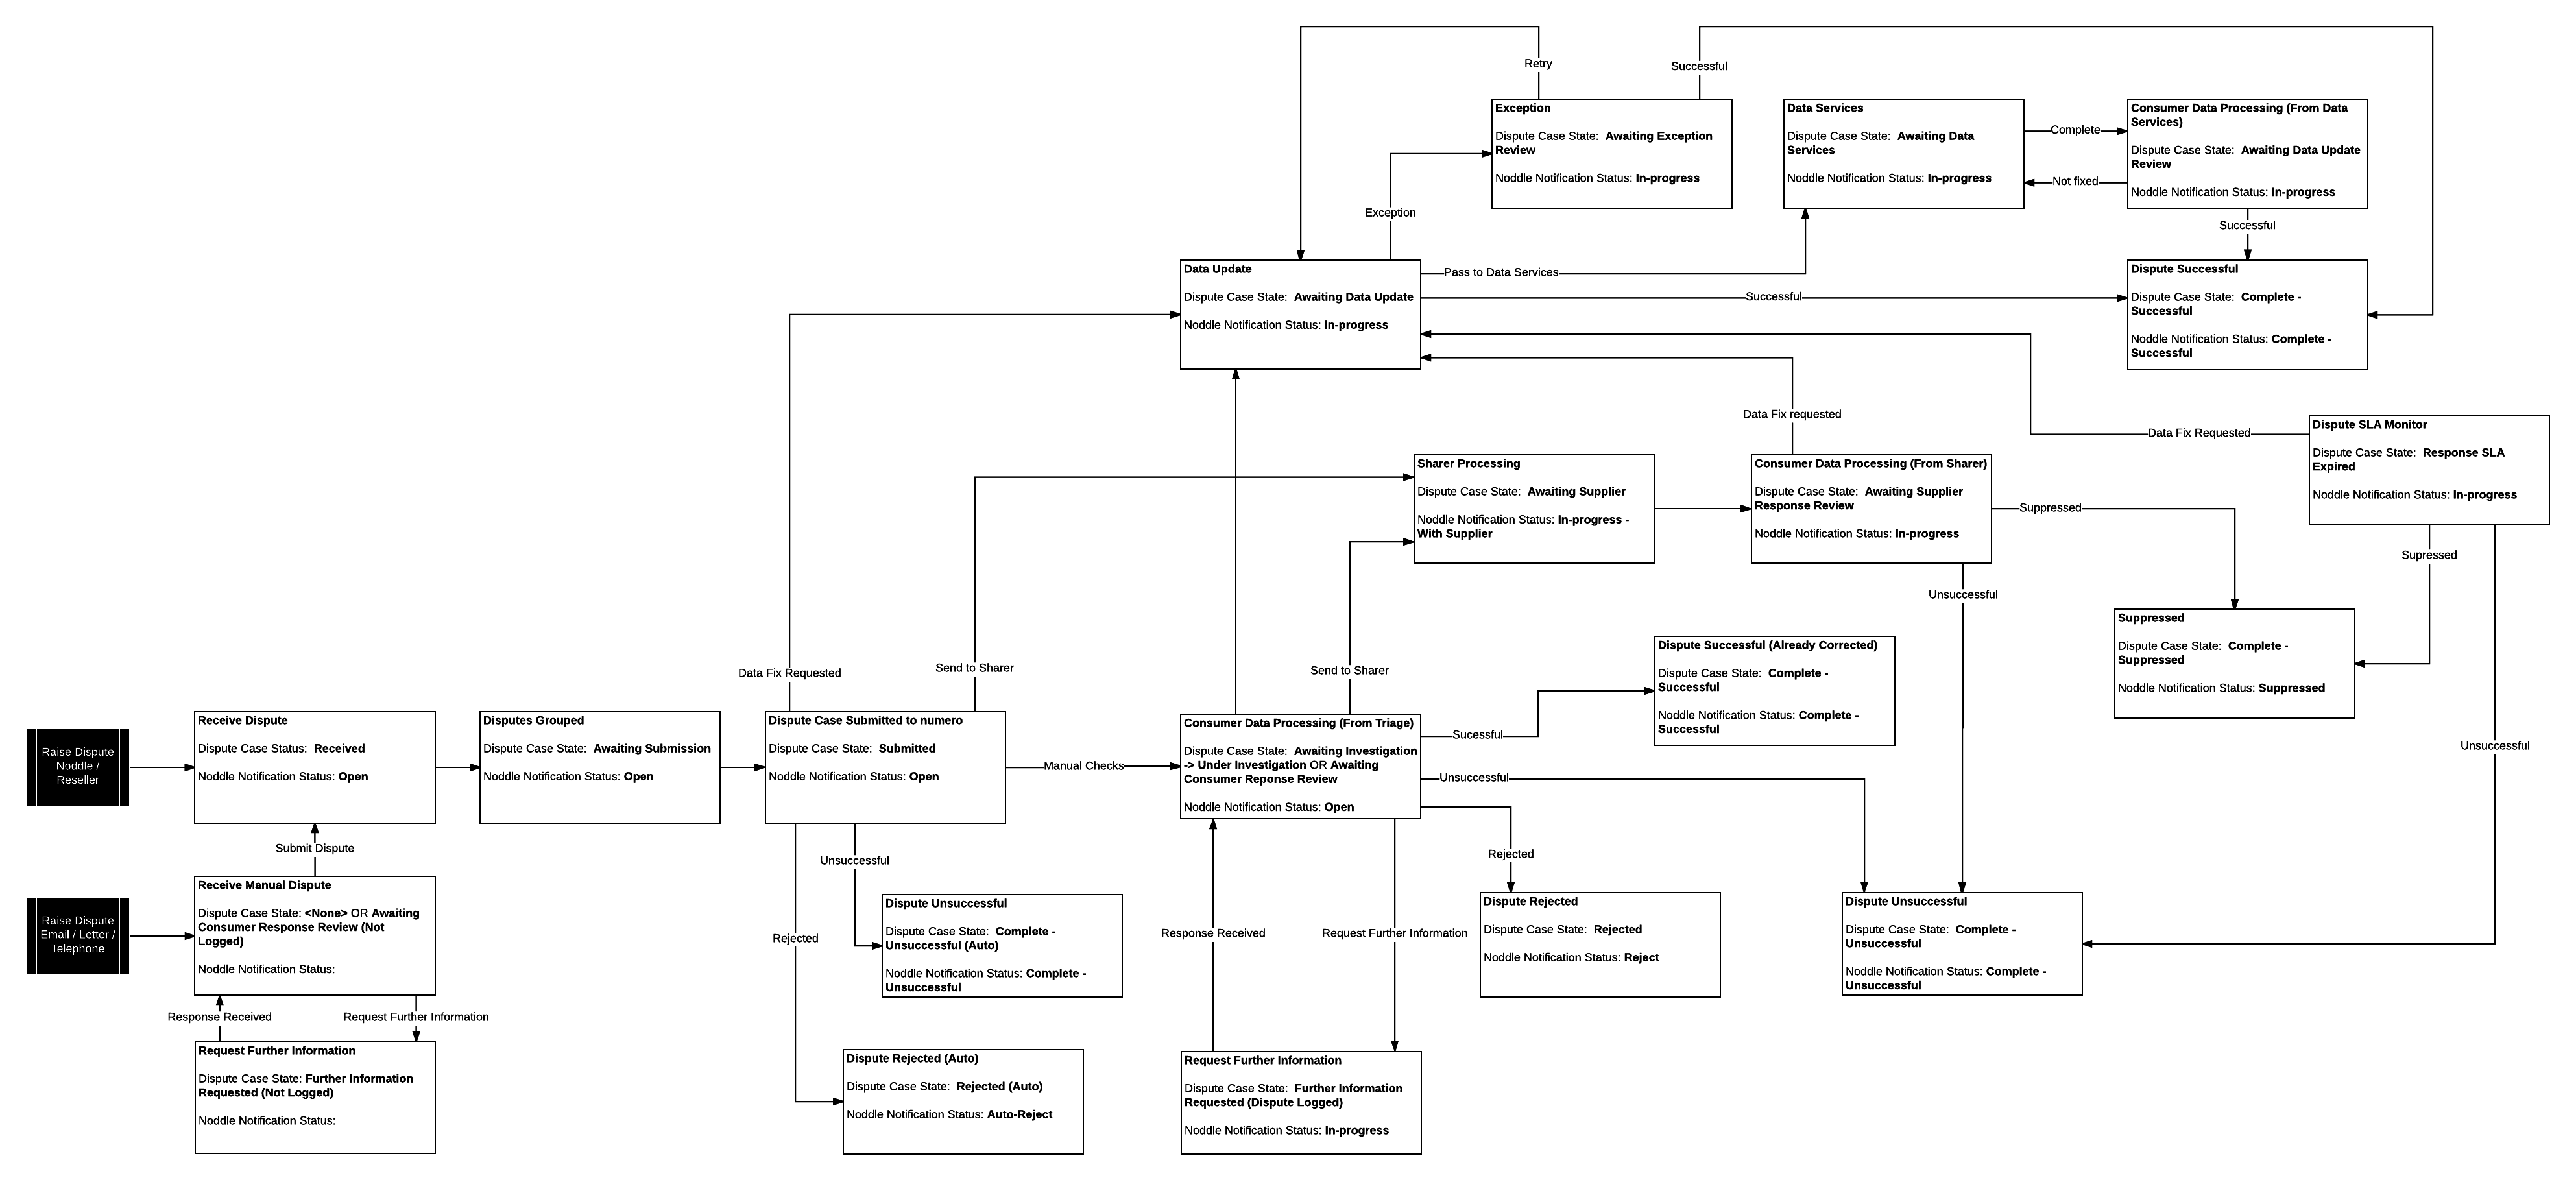 Retry
Successful
Exception
Dispute Case State:  Awaiting Exception
Review
Noddle Notification Status: In-progress
Data Services
Dispute Case State:  Awaiting Data
Services
Noddle Notification Status: In-progress
Complete
Not fixed
Consumer Data Processing (From Data
Services)
Dispute Case State:  Awaiting Data Update
Review
Noddle Notification Status: In-progress
Exception
Successful
Data Update
Dispute Case State:  Awaiting Data Update
Noddle Notification Status: In-progress
Pass to Data Services
Successful
Dispute Successful
Dispute Case State:  Complete -
Successful
Noddle Notification Status: Complete -
Successful
Data Fix requested
Data Fix Requested
Dispute SLA Monitor
Dispute Case State:  Response SLA
Expired
Noddle Notification Status: In-progress
Sharer Processing
Dispute Case State:  Awaiting Supplier
Noddle Notification Status: In-progress -
With Supplier
Consumer Data Processing (From Sharer)
Dispute Case State:  Awaiting Supplier
Response Review
Noddle Notification Status: In-progress
Suppressed
Supressed
Unsuccessful
Suppressed
Dispute Case State:  Complete -
Suppressed
Noddle Notification Status: Suppressed
Data Fix Requested
Send to Sharer
Send to Sharer
Dispute Successful (Already Corrected)
Dispute Case State:  Complete -
Successful
Noddle Notification Status: Complete -
Successful
Unsuccessful
Raise Dispute
Noddle /
Reseller
Receive Dispute
Dispute Case Status:  Received
Noddle Notification Status: Open
Disputes Grouped
Dispute Case State:  Awaiting Submission
Noddle Notification Status: Open
Dispute Case Submitted to numero
Dispute Case State:  Submitted
Noddle Notification Status: Open
Manual Checks
Consumer Data Processing (From Triage)
Dispute Case State:  Awaiting Investigation
-> Under Investigation OR Awaiting
Consumer Reponse Review
Noddle Notification Status: Open
Sucessful
Unsuccessful
Rejected
Submit Dispute
Raise Dispute
Email / Letter /
Telephone
Receive Manual Dispute
Dispute Case State: <None> OR Awaiting
Consumer Response Review (Not
Logged)
Noddle Notification Status:
Response Received
Request Further Information
Request Further Information
Dispute Case State: Further Information
Requested (Not Logged)
Noddle Notification Status:
Unsuccessful
Rejected
Dispute Unsuccessful
Dispute Case State:  Complete -
Unsuccessful (Auto)
Noddle Notification Status: Complete -
Unsuccessful
Dispute Rejected (Auto)
Dispute Case State:  Rejected (Auto)
Noddle Notification Status: Auto-Reject
Response Received
Request Further Information
Request Further Information
Dispute Case State:  Further Information
Requested (Dispute Logged)
Noddle Notification Status: In-progress
Dispute Rejected
Dispute Case State:  Rejected
Noddle Notification Status: Reject
Dispute Unsuccessful
Dispute Case State:  Complete -
Unsuccessful
Noddle Notification Status: Complete -
Unsuccessful